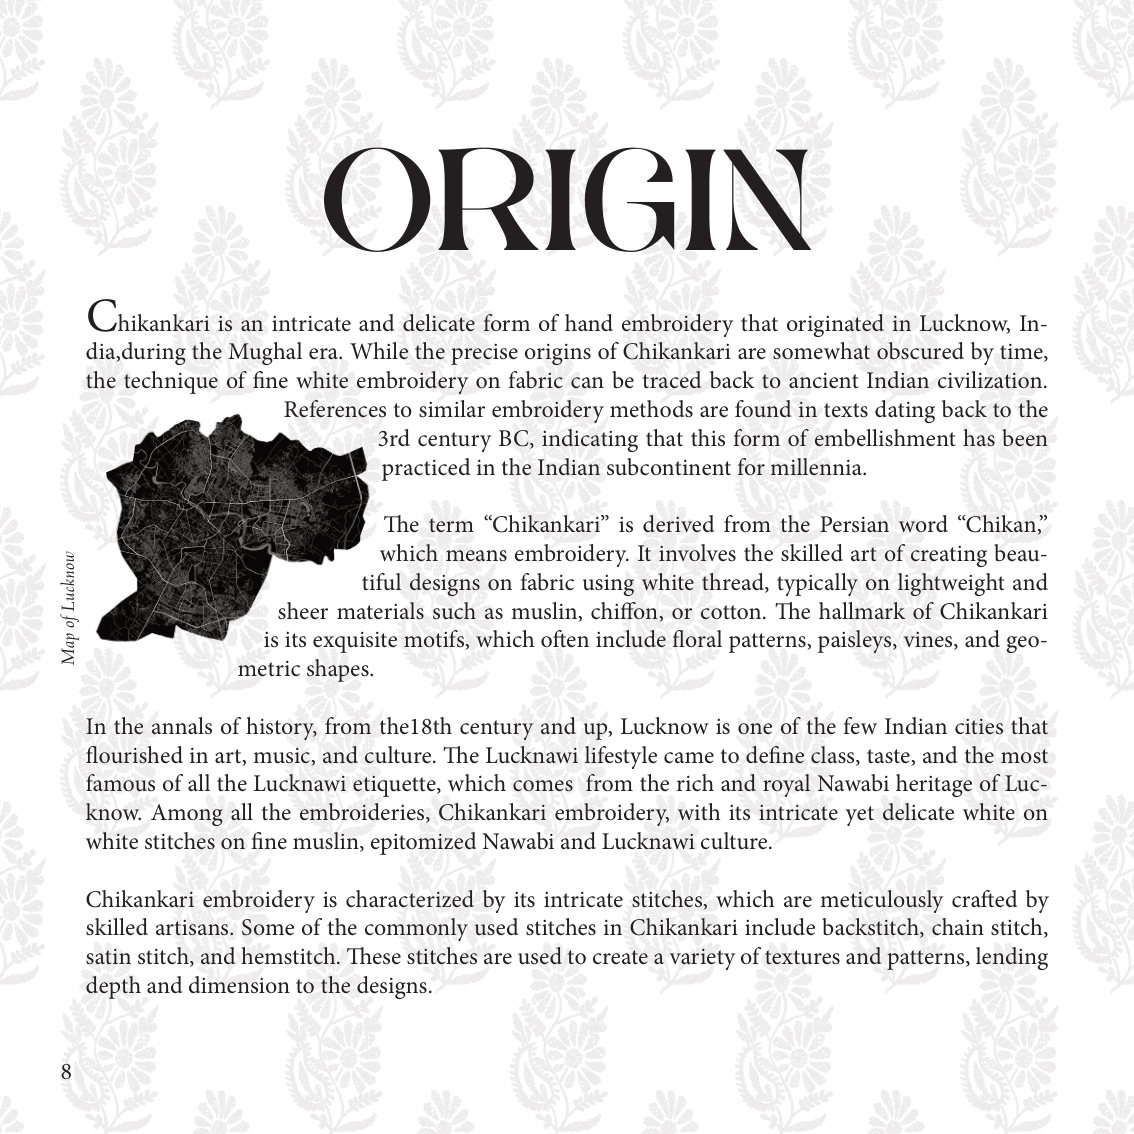 ORIGIN
Chikankari is an intricate and delicate form of hand embroidery that originated in Lucknow, In-
dia,during the Mughal era. While the precise origins of Chikankari are somewhat obscured by time,
the technique of fine white embroidery on fabric can be traced back to ancient Indian civilization.
References to similar embroidery methods are found in texts dating back to the
3rd century BC, indicating that this form of embellishment has been
practiced in the Indian subcontinent for millennia.
The term “Chikankari” is derived from the Persian word “Chikan,”
which means embroidery. It involves the skilled art of creating beau-
tiful designs on fabric using white thread, typically on lightweight and
sheer materials such as muslin, chiffon, or cotton. The hallmark of Chikankari
is its exquisite motifs, which often include floral patterns, paisleys, vines, and geo-
metric shapes.
Map of Lucknow
In the annals of history, from the18th century and up, Lucknow is one of the few Indian cities that
flourished in art, music, and culture. The Lucknawi lifestyle came to define class, taste, and the most
famous of all the Lucknawi etiquette, which comes  from the rich and royal Nawabi heritage of Luc-
know. Among all the embroideries, Chikankari embroidery, with its intricate yet delicate white on
white stitches on fine muslin, epitomized Nawabi and Lucknawi culture.
Chikankari embroidery is characterized by its intricate stitches, which are meticulously crafted by
skilled artisans. Some of the commonly used stitches in Chikankari include backstitch, chain stitch,
satin stitch, and hemstitch. These stitches are used to create a variety of textures and patterns, lending
depth and dimension to the designs.
8